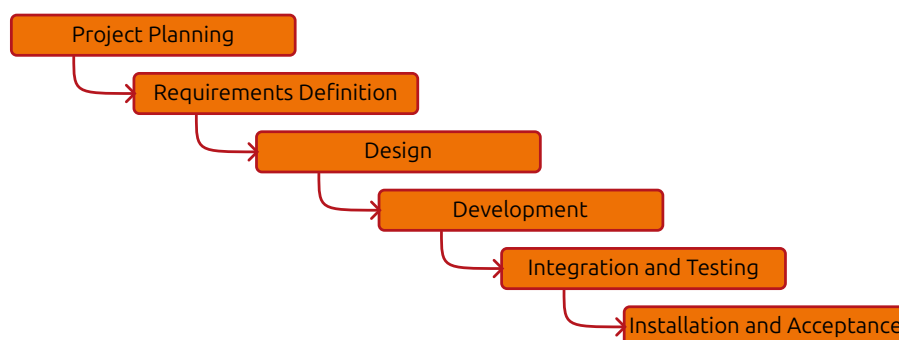 Project Planning
Requirements Definition
Design
Development
Integration and Testing
Installation and Acceptance